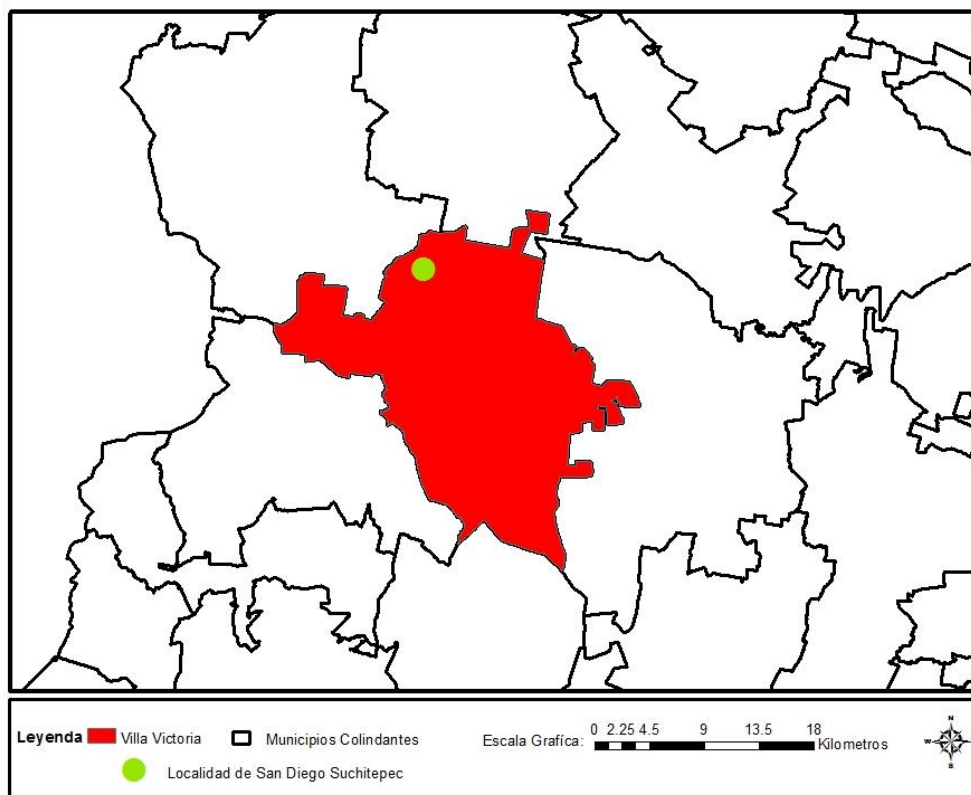 Leyenda Villa Victoria Municipios Colindantes
Localidad de San Diego Suchitepec
Escala Grafíca: 0 2.25 4.5 9 13.5 18 Kilometros
N
W E
S